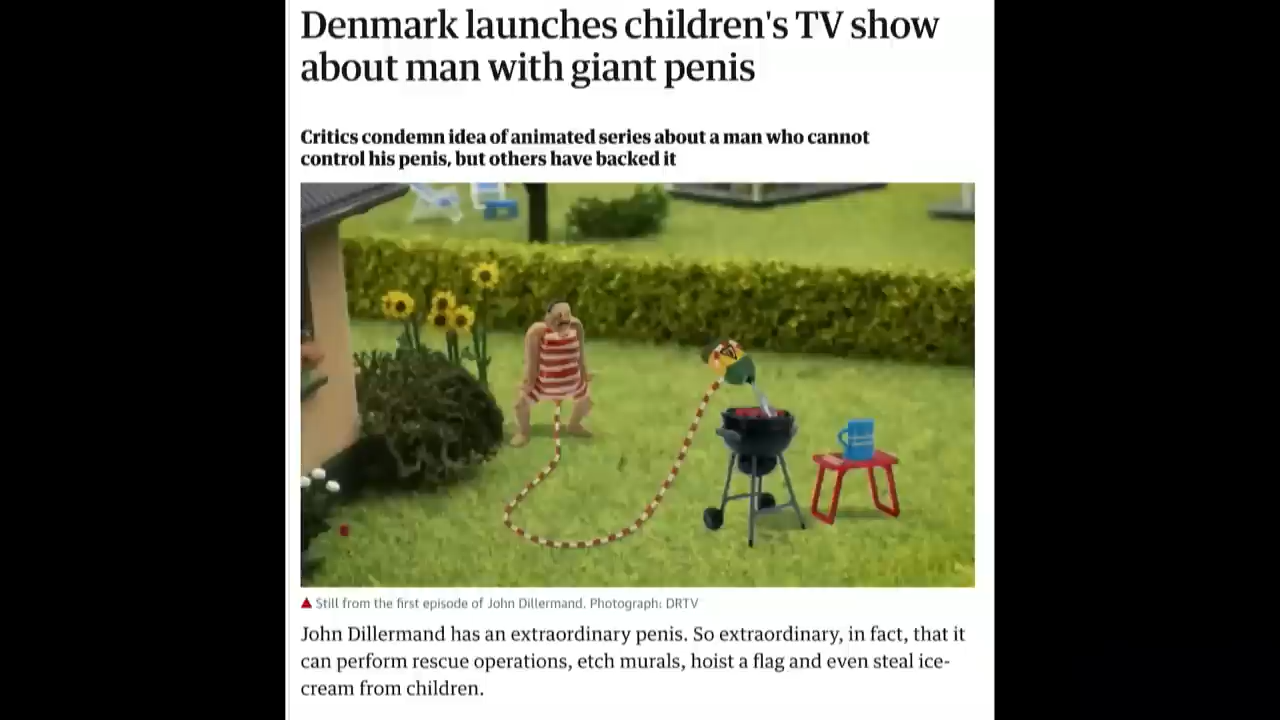 Denmark launches children's TV show
about man with giant penis
Critics condemn idea of animated series about a man who cannot
control his penis, but others have backed it
Still from the first episode of John Dillermand. Photograph: DRTV
John Dillermand has an extraordinary penis. So extraordinary, in fact, that it
can perform rescue operations, etch murals, hoist a flag and even steal ice-
cream from children.